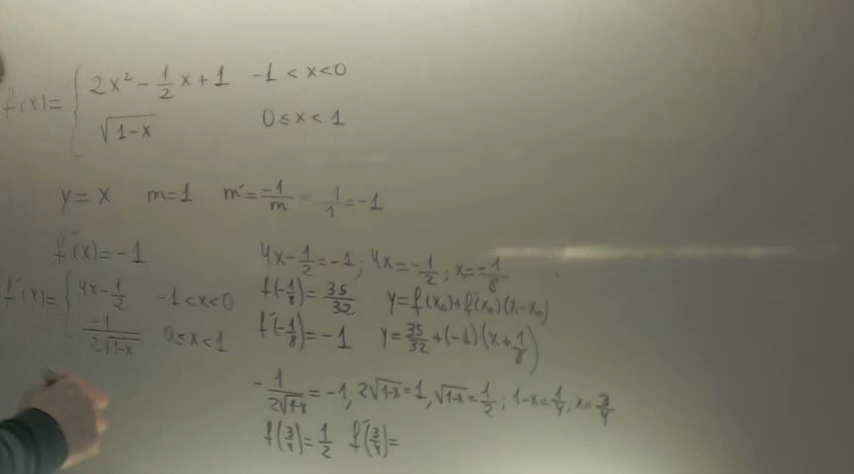 f(x)= { 2x² - 1/2 x + 1   -1 < x < 0
√(1-x)   0 ≤ x < 1
y = x   m = 1   m' = -1/m = 1/1 = -1
f'(x) = -1   4x - 1/2 = -1 ; 4x = -1/2 ; x = -1/8
f'(x) = { 4x - 1/2   -1 < x < 0   f(-1/8) = 35/32   y = f(x₀) + f'(x₀)(x - x₀)
-1/(2√(1-x))   0 ≤ x < 1   f'(-1/8) = -1   y = 35/32 + (-1)(x + 1/8)
- 1/(2√(1-x)) = -1 ; 2√(1-x) = 1 , √(1-x) = 1/2 ; 1-x = 1/4 , x = 3/4
f(3/4) = 1/2   f'(3/4) =